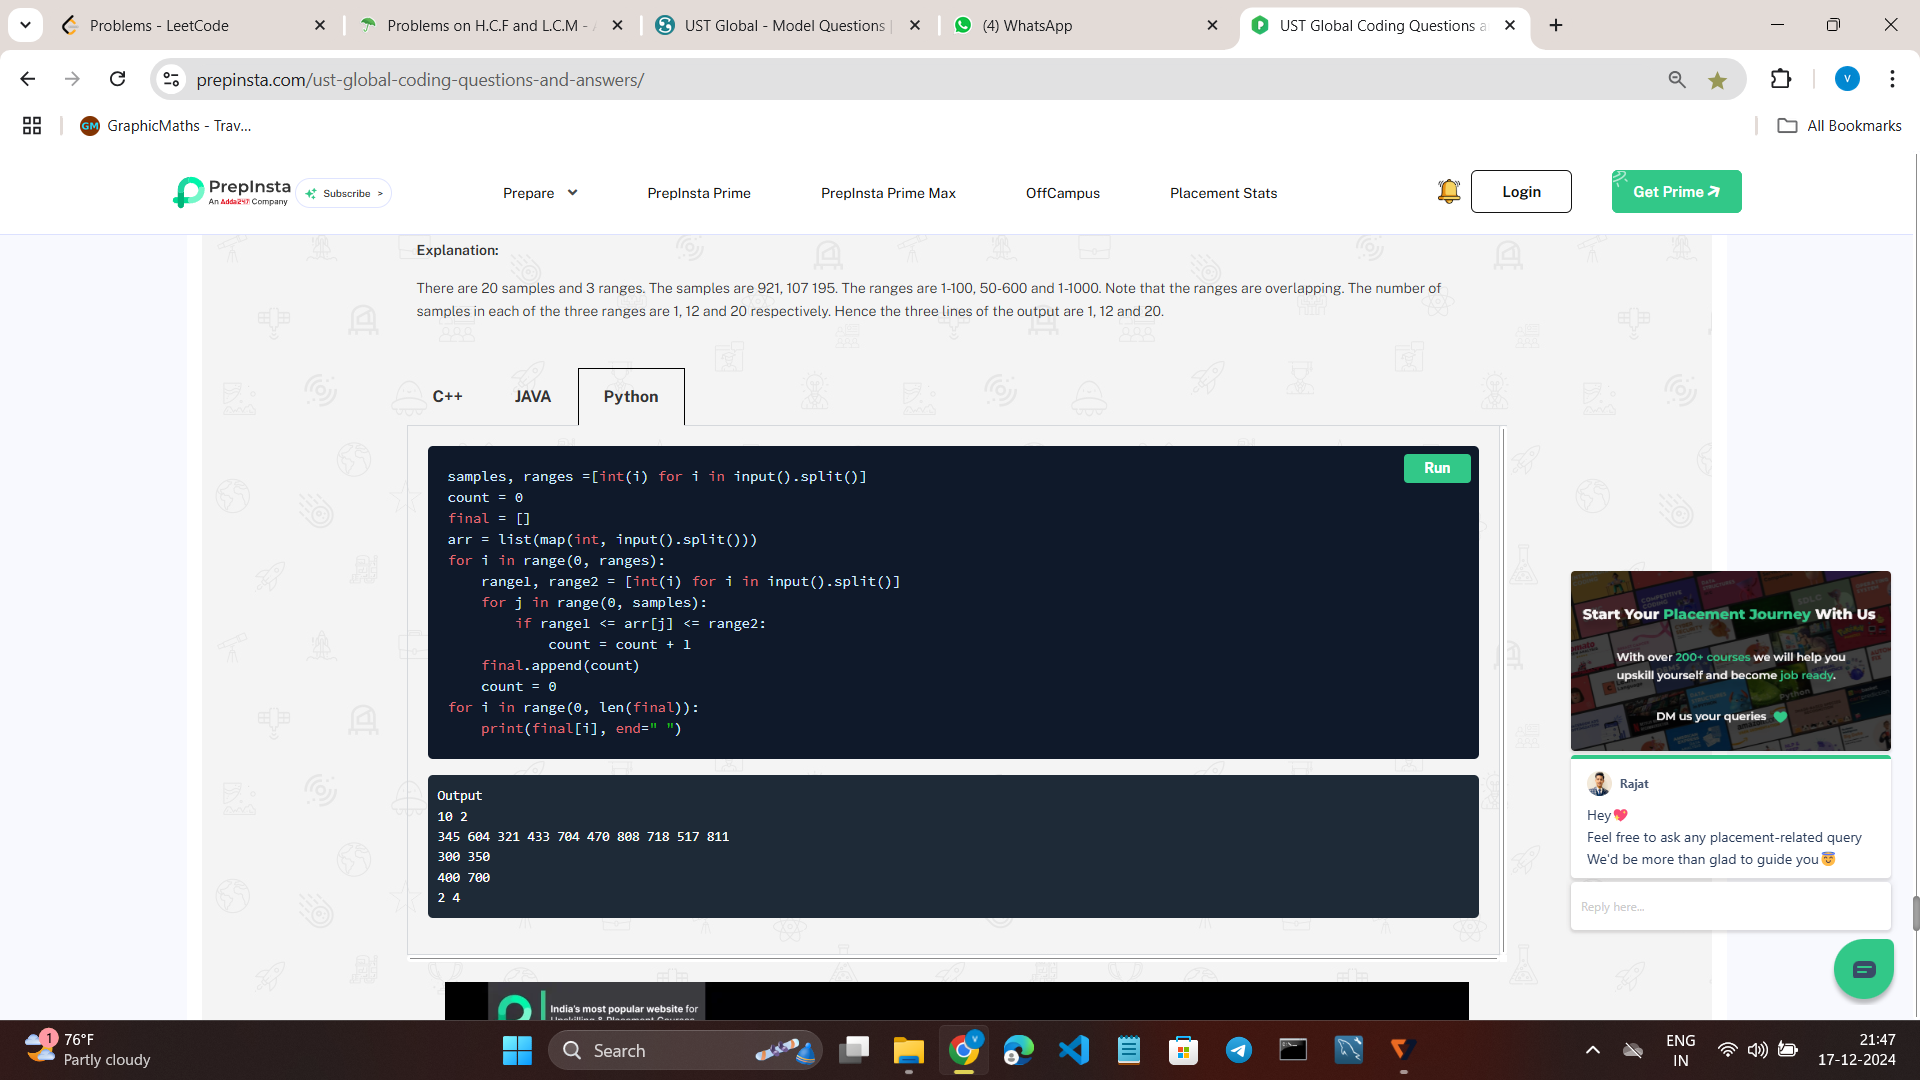 Problems - LeetCode
Problems on H.C.F and L.C.M -
UST Global - Model Questions |
(4) WhatsApp
UST Global Coding Questions a
prepinsta.com/ust-global-coding-questions-and-answers/
V
GM GraphicMaths - Trav...
All Bookmarks
PrepInsta
An Adda247 Company
Subscribe >
Prepare
PrepInsta Prime
PrepInsta Prime Max
OffCampus
Placement Stats
Login
Get Prime
Explanation:
There are 20 samples and 3 ranges. The samples are 921, 107 195. The ranges are 1-100, 50-600 and 1-1000. Note that the ranges are overlapping. The number of
samples in each of the three ranges are 1, 12 and 20 respectively. Hence the three lines of the output are 1, 12 and 20.
C++
JAVA
Python
Run
samples, ranges =[int(i) for i in input().split()]
count = 0
final = []
arr = list(map(int, input().split()))
for i in range(0, ranges):
    range1, range2 = [int(i) for i in input().split()]
    for j in range(0, samples):
        if range1 <= arr[j] <= range2:
            count = count + 1
    final.append(count)
    count = 0
for i in range(0, len(final)):
    print(final[i], end=" ")
Output
10 2
345 604 321 433 704 470 808 718 517 811
300 350
400 700
2 4
Start Your Placement Journey With Us
With over 200+ courses we will help you
upskill yourself and become job ready.
DM us your queries
Rajat
Hey💖
Feel free to ask any placement-related query
We'd be more than glad to guide you😇
Reply here...
India's most popular website for
Upskilling & Placement Courses
1
76°F
Partly cloudy
Search
V
ENG
IN
21:47
17-12-2024